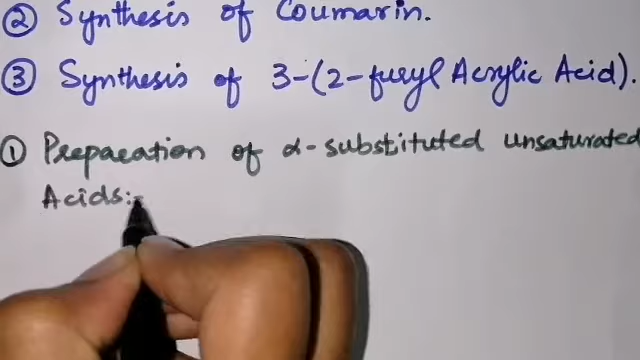 ② Synthesis of Coumarin.
③ Synthesis of 3-(2-furyl Acrylic Acid).
① Preparation of α-substituted unsaturated
Acids:-